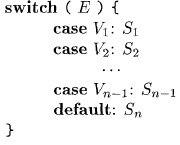 switch ( E ) {
case V₁: S₁
case V₂: S₂
...
case Vₙ₋₁: Sₙ₋₁
default: Sₙ
}